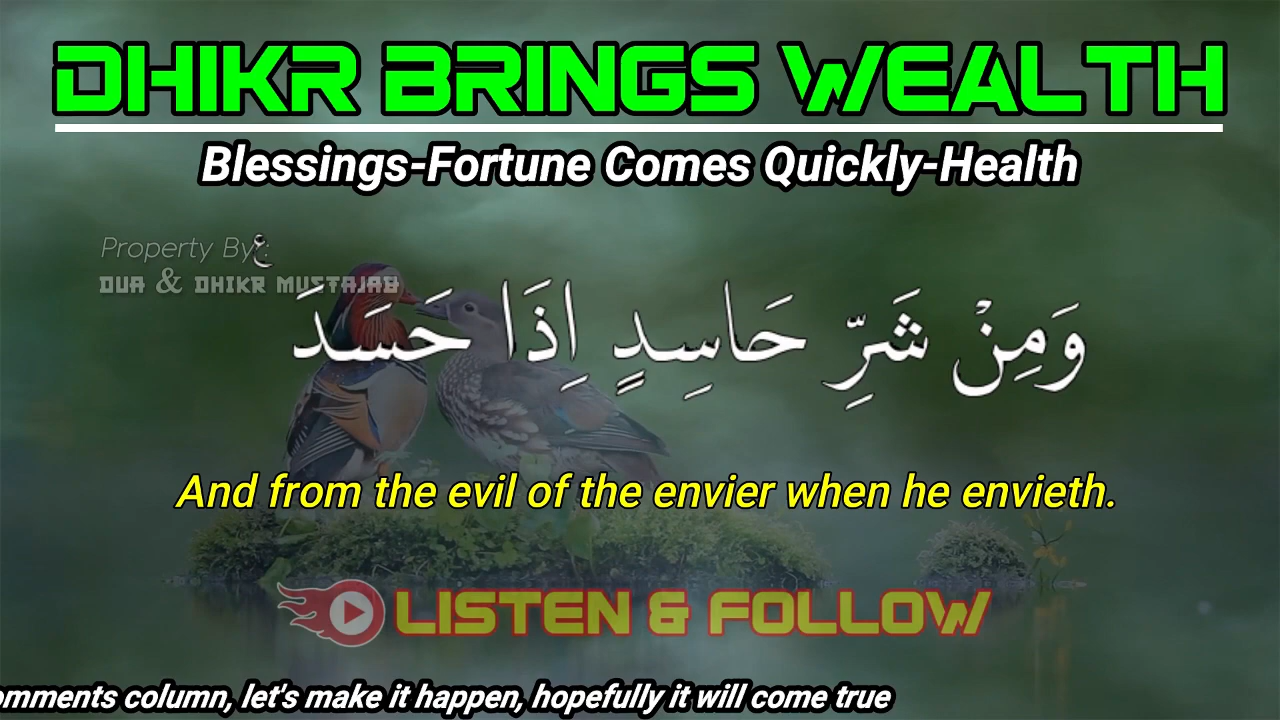 DHIKR BRINGS WEALTH
Blessings-Fortune Comes Quickly-Health
Property By :
DUA & DHIKR MUSTAJAB
وَمِنْ شَرِّ حَاسِدٍ اِذَا حَسَدَ ع
And from the evil of the envier when he envieth.
LISTEN & FOLLOW
omments column, let's make it happen, hopefully it will come true